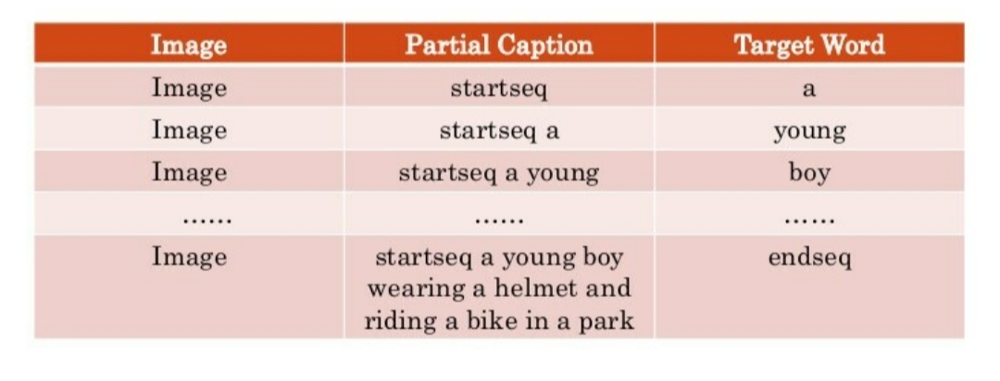 Image Partial Caption Target Word
Image startseq a
Image startseq a young
Image startseq a young boy
...... ...... ......
Image startseq a young boy endseq
wearing a helmet and
riding a bike in a park